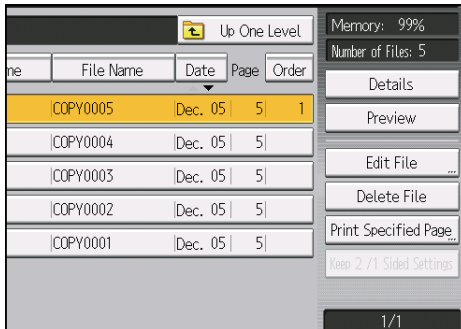 Up One Level
Memory: 99%
Number of Files: 5
me File Name Date Page Order
Details
COPY0005 Dec. 05 5 1
Preview
COPY0004 Dec. 05 5
Edit File ...
COPY0003 Dec. 05 5
Delete File
COPY0002 Dec. 05 5
Print Specified Page...
COPY0001 Dec. 05 5
Keep 2 /1 Sided Settings
1/1